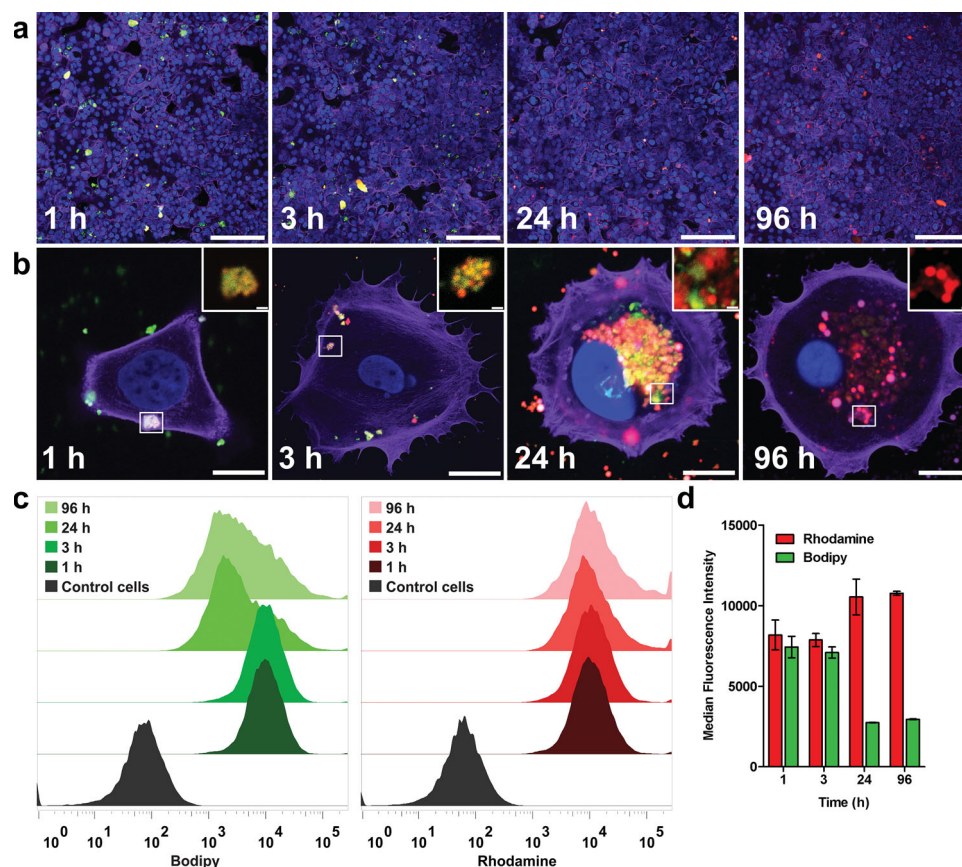 a
1 h
3 h
24 h
96 h
b
1 h
3 h
24 h
96 h
c
96 h
24 h
3 h
1 h
Control cells
10^0 10^1 10^2 10^3 10^4 10^5
Bodipy
96 h
24 h
3 h
1 h
Control cells
10^0 10^1 10^2 10^3 10^4 10^5
Rhodamine
d
15000
10000
5000
0
Median Fluorescence Intensity
Rhodamine
Bodipy
1 3 24 96
Time (h)